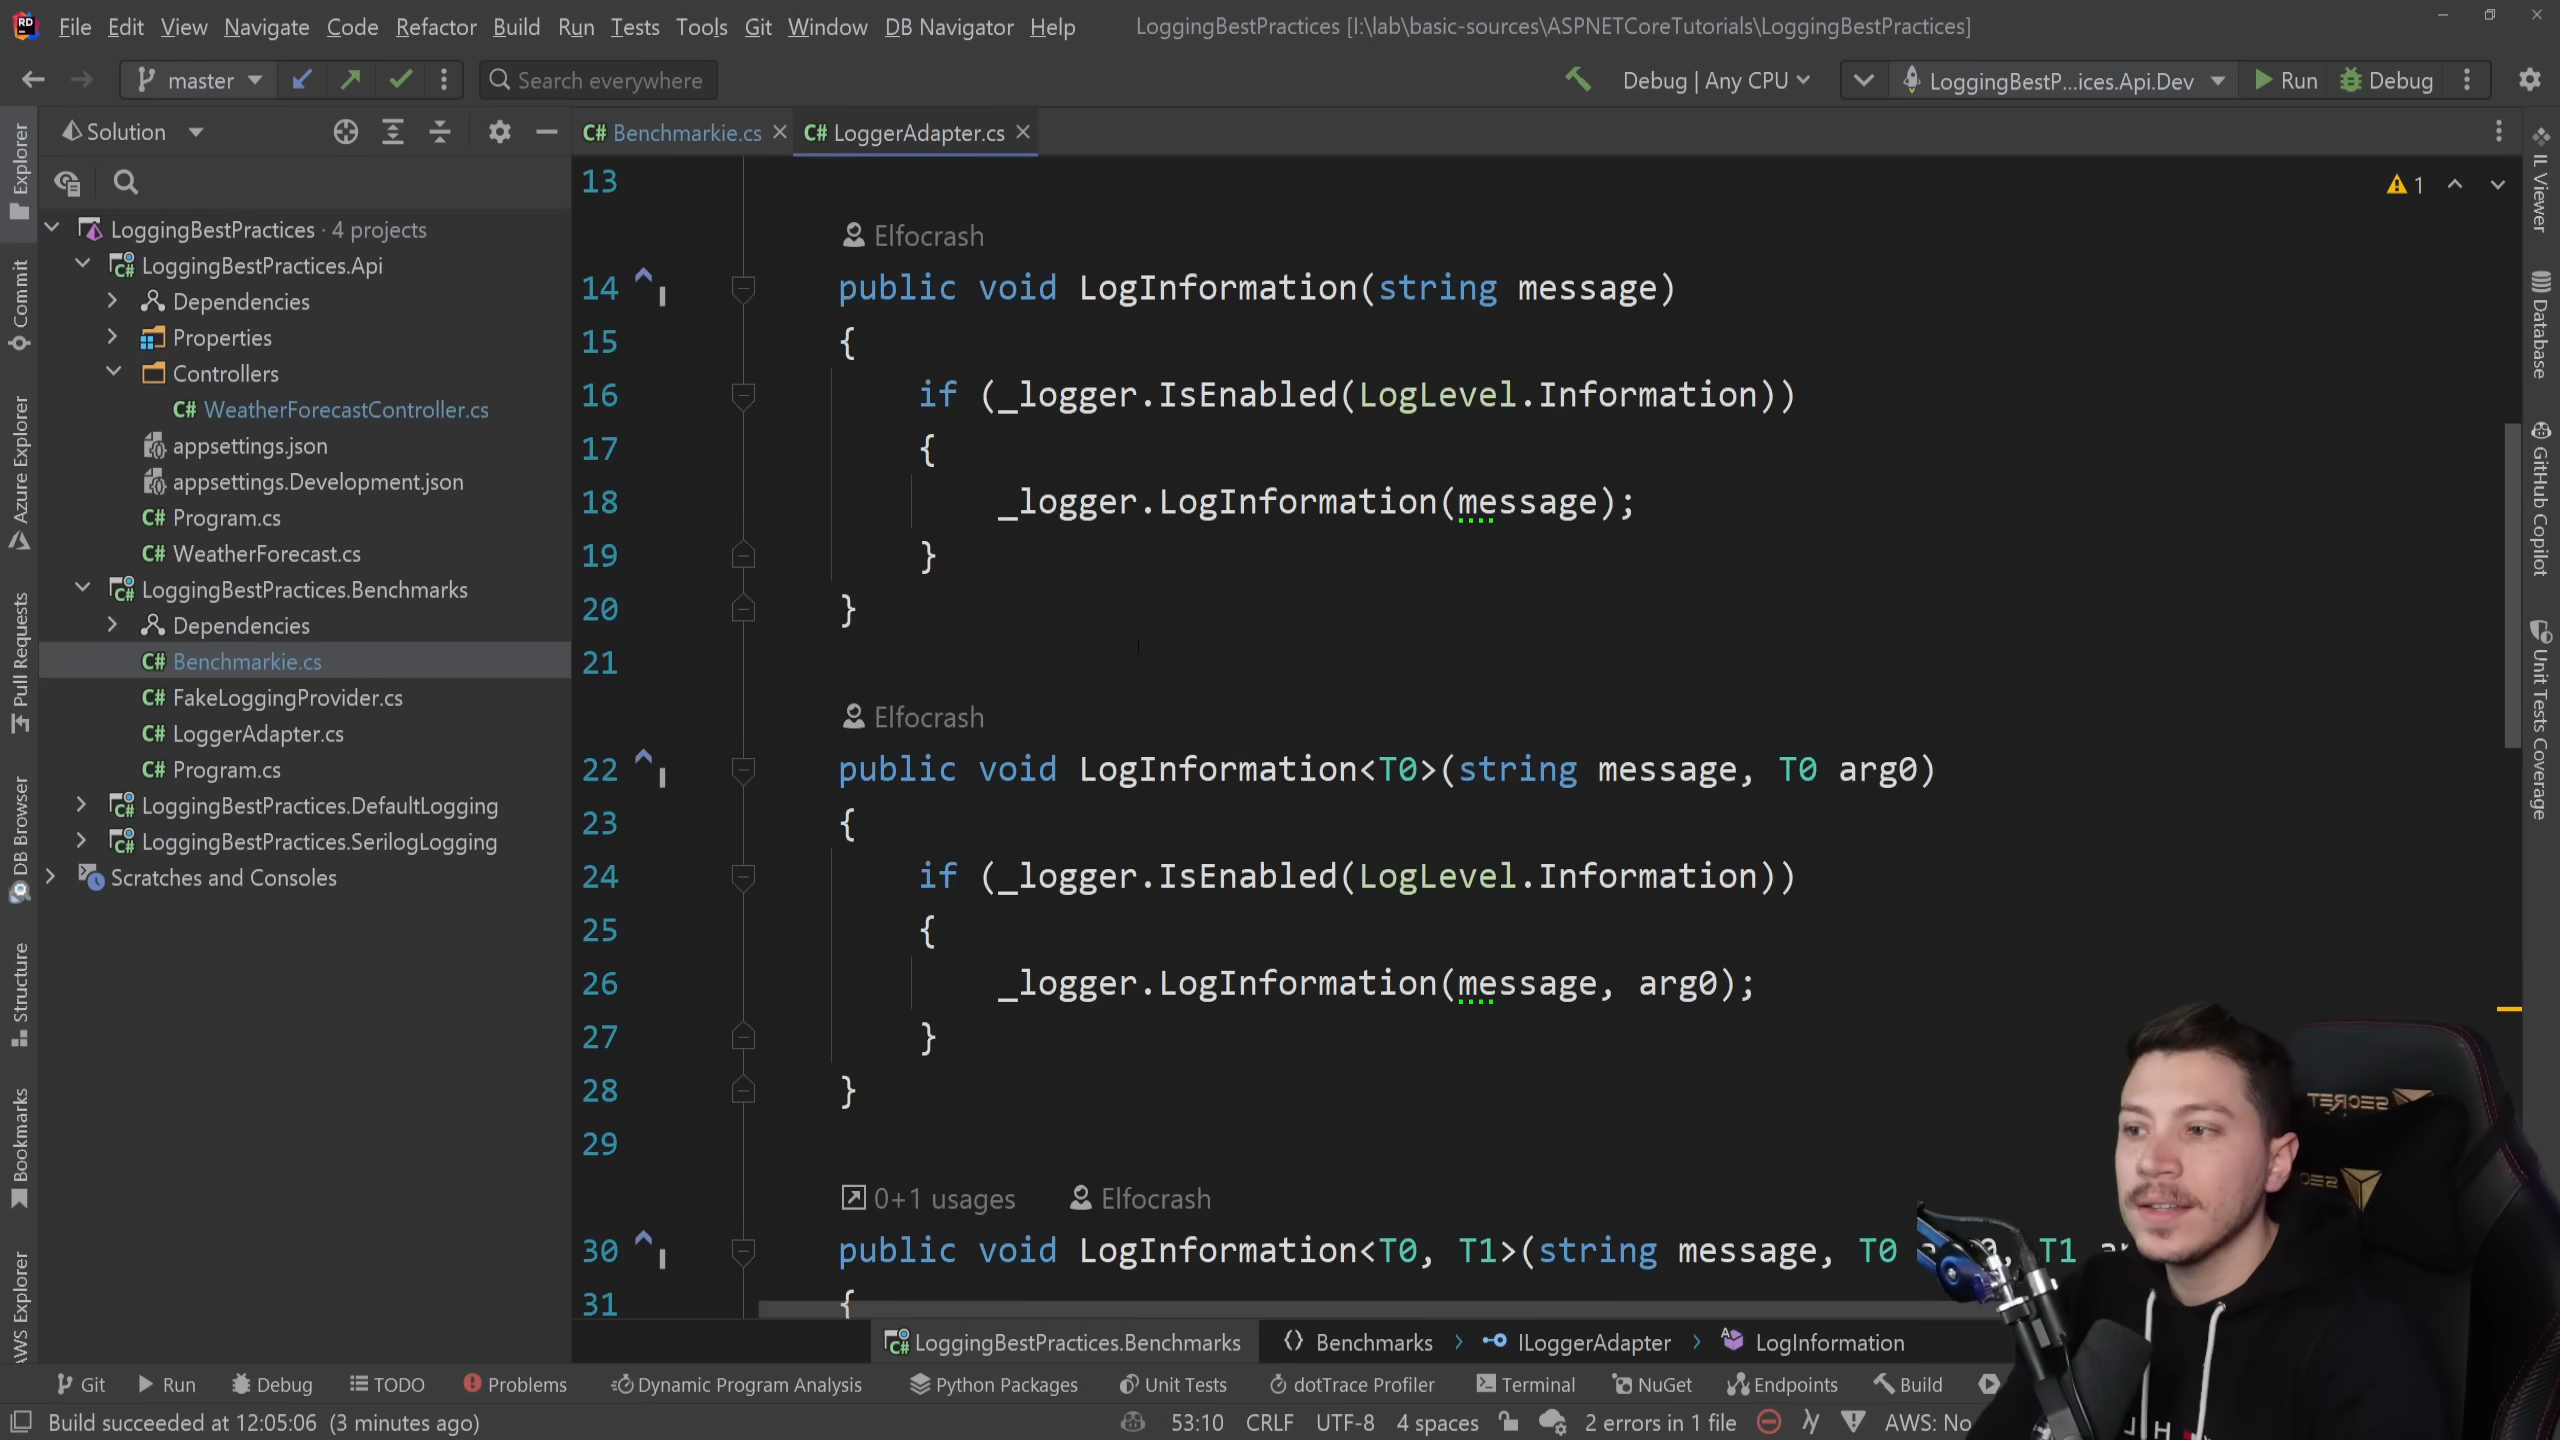 File Edit View Navigate Code Refactor Build Run Tests Tools Git Window DB Navigator Help LoggingBestPractices [I:\lab\basic-sources\ASPNETCoreTutorials\LoggingBestPractices]
master Search everywhere Debug | Any CPU LoggingBestP...ices.Api.Dev Run Debug
Solution
Benchmarkie.cs LoggerAdapter.cs
LoggingBestPractices · 4 projects
LoggingBestPractices.Api
Dependencies
Properties
Controllers
WeatherForecastController.cs
appsettings.json
appsettings.Development.json
Program.cs
WeatherForecast.cs
LoggingBestPractices.Benchmarks
Dependencies
Benchmarkie.cs
FakeLoggingProvider.cs
LoggerAdapter.cs
Program.cs
LoggingBestPractices.DefaultLogging
LoggingBestPractices.SerilogLogging
Scratches and Consoles
Explorer
Commit
Azure Explorer
Pull Requests
DB Browser
Structure
Bookmarks
AWS Explorer
13
Elfocrash
14 public void LogInformation(string message)
15 {
16 if (_logger.IsEnabled(LogLevel.Information))
17 {
18 _logger.LogInformation(message);
19 }
20 }
21
Elfocrash
22 public void LogInformation<T0>(string message, T0 arg0)
23 {
24 if (_logger.IsEnabled(LogLevel.Information))
25 {
26 _logger.LogInformation(message, arg0);
27 }
28 }
29
0+1 usages Elfocrash
30 public void LogInformation<T0, T1>(string message, T0 T1
31 {
1
IL Viewer
Database
GitHub Copilot
Unit Tests Coverage
SECRET
LoggingBestPractices.Benchmarks Benchmarks ILoggerAdapter LogInformation
Git Run Debug TODO Problems Dynamic Program Analysis Python Packages Unit Tests dotTrace Profiler Terminal NuGet Endpoints Build
Build succeeded at 12:05:06 (3 minutes ago) 53:10 CRLF UTF-8 4 spaces 2 errors in 1 file AWS: No